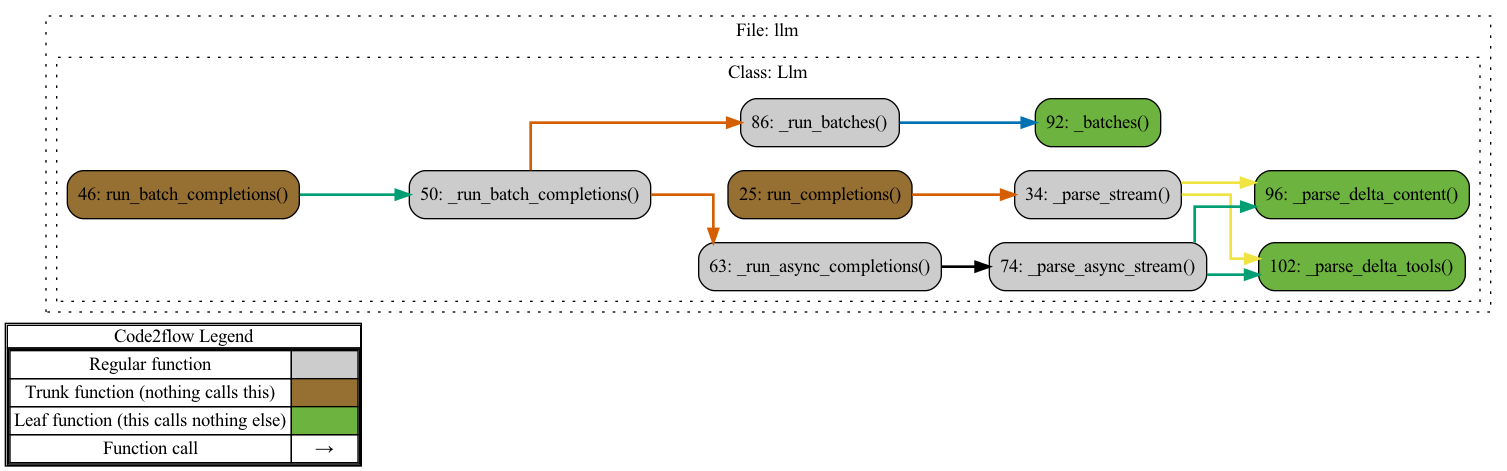 File: llm
Class: Llm
86: _run_batches()
92: _batches()
46: run_batch_completions()
50: _run_batch_completions()
25: run_completions()
34: _parse_stream()
96: _parse_delta_content()
63: _run_async_completions()
74: _parse_async_stream()
102: _parse_delta_tools()
Code2flow Legend
Regular function
Trunk function (nothing calls this)
Leaf function (this calls nothing else)
Function call →